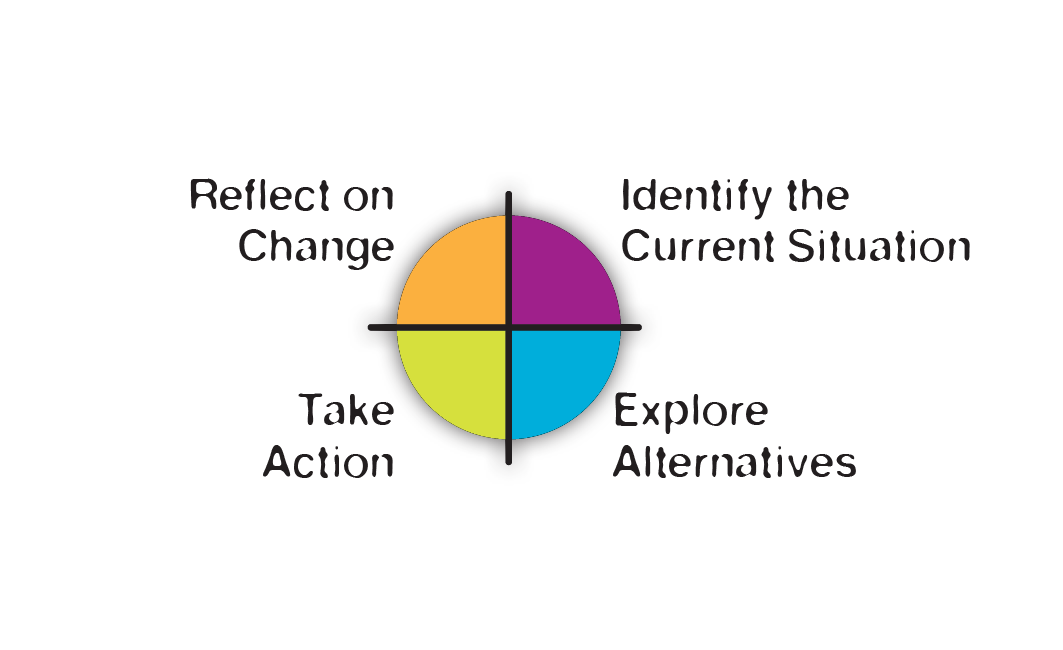 Reflect on
Change
Identify the
Current Situation
Take
Action
Explore
Alternatives